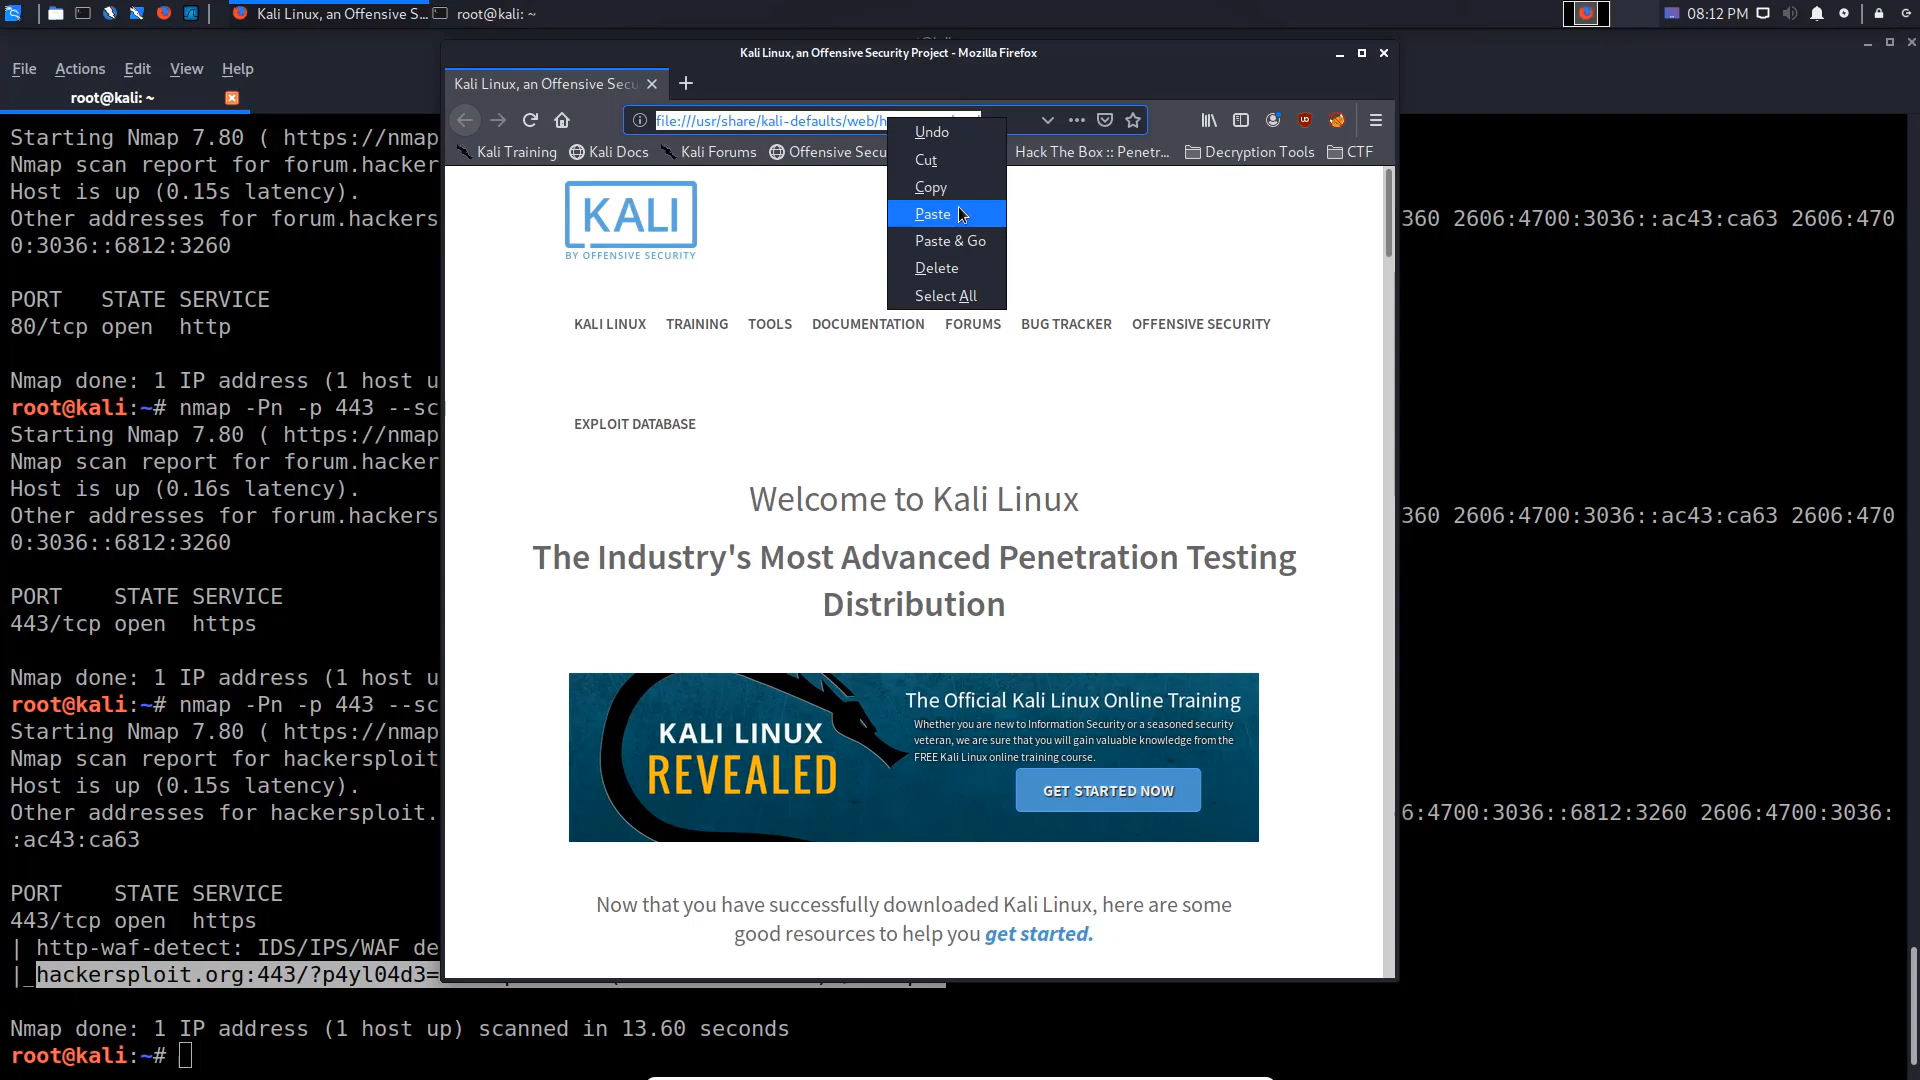 Kali Linux, an Offensive S...
root@kali: ~
08:12 PM
File Actions Edit View Help
root@kali: ~
Starting Nmap 7.80 ( https://nmap
Nmap scan report for forum.hacker
Host is up (0.15s latency).
Other addresses for forum.hackers
360 2606:4700:3036::ac43:ca63 2606:470
0:3036::6812:3260
PORT STATE SERVICE
80/tcp open http
Nmap done: 1 IP address (1 host u
root@kali:~# nmap -Pn -p 443 --sc
Starting Nmap 7.80 ( https://nmap
Nmap scan report for forum.hacker
Host is up (0.16s latency).
Other addresses for forum.hackers
360 2606:4700:3036::ac43:ca63 2606:470
0:3036::6812:3260
PORT STATE SERVICE
443/tcp open https
Nmap done: 1 IP address (1 host u
root@kali:~# nmap -Pn -p 443 --sc
Starting Nmap 7.80 ( https://nmap
Nmap scan report for hackersploit
Host is up (0.15s latency).
Other addresses for hackersploit.
6:4700:3036::6812:3260 2606:4700:3036:
:ac43:ca63
PORT STATE SERVICE
443/tcp open https
| http-waf-detect: IDS/IPS/WAF de
|_hackersploit.org:443/?p4yl04d3=
Nmap done: 1 IP address (1 host up) scanned in 13.60 seconds
root@kali:~#
Kali Linux, an Offensive Security Project - Mozilla Firefox
Kali Linux, an Offensive Secu
file:///usr/share/kali-defaults/web/h
Kali Training Kali Docs Kali Forums Offensive Secu Hack The Box :: Penetr... Decryption Tools CTF
Undo
Cut
Copy
Paste
Paste & Go
Delete
Select All
KALI
BY OFFENSIVE SECURITY
KALI LINUX TRAINING TOOLS DOCUMENTATION FORUMS BUG TRACKER OFFENSIVE SECURITY
EXPLOIT DATABASE
Welcome to Kali Linux
The Industry's Most Advanced Penetration Testing
Distribution
KALI LINUX
REVEALED
The Official Kali Linux Online Training
Whether you are new to Information Security or a seasoned security
veteran, we are sure that you will gain valuable knowledge from the
FREE Kali Linux online training course.
GET STARTED NOW
Now that you have successfully downloaded Kali Linux, here are some
good resources to help you get started.